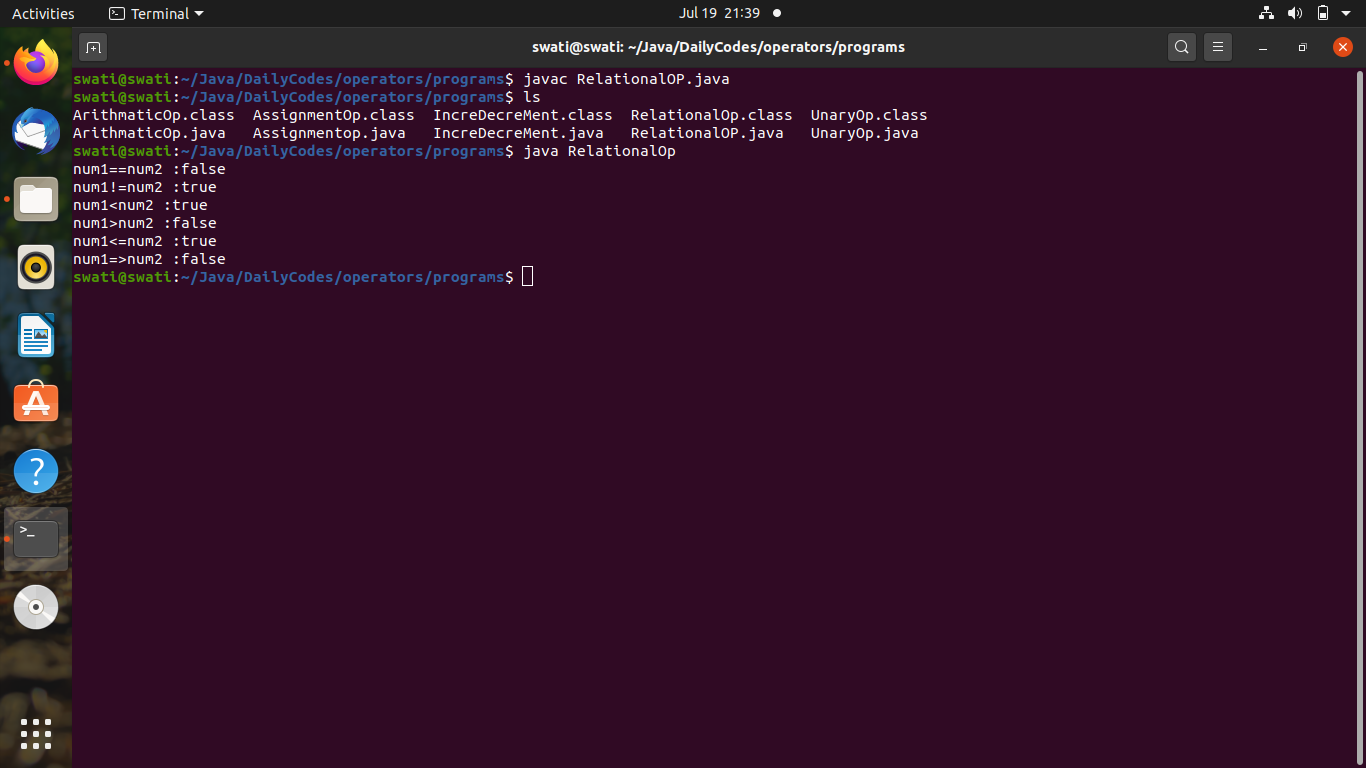 Activities Terminal Jul 19 21:39
swati@swati: ~/Java/DailyCodes/operators/programs
swati@swati:~/Java/DailyCodes/operators/programs$ javac RelationalOP.java
swati@swati:~/Java/DailyCodes/operators/programs$ ls
ArithmaticOp.class AssignmentOp.class IncreDecreMent.class RelationalOp.class UnaryOp.class
ArithmaticOp.java Assignmentop.java IncreDecreMent.java RelationalOP.java UnaryOp.java
swati@swati:~/Java/DailyCodes/operators/programs$ java RelationalOp
num1==num2 :false
num1!=num2 :true
num1<num2 :true
num1>num2 :false
num1<=num2 :true
num1=>num2 :false
swati@swati:~/Java/DailyCodes/operators/programs$